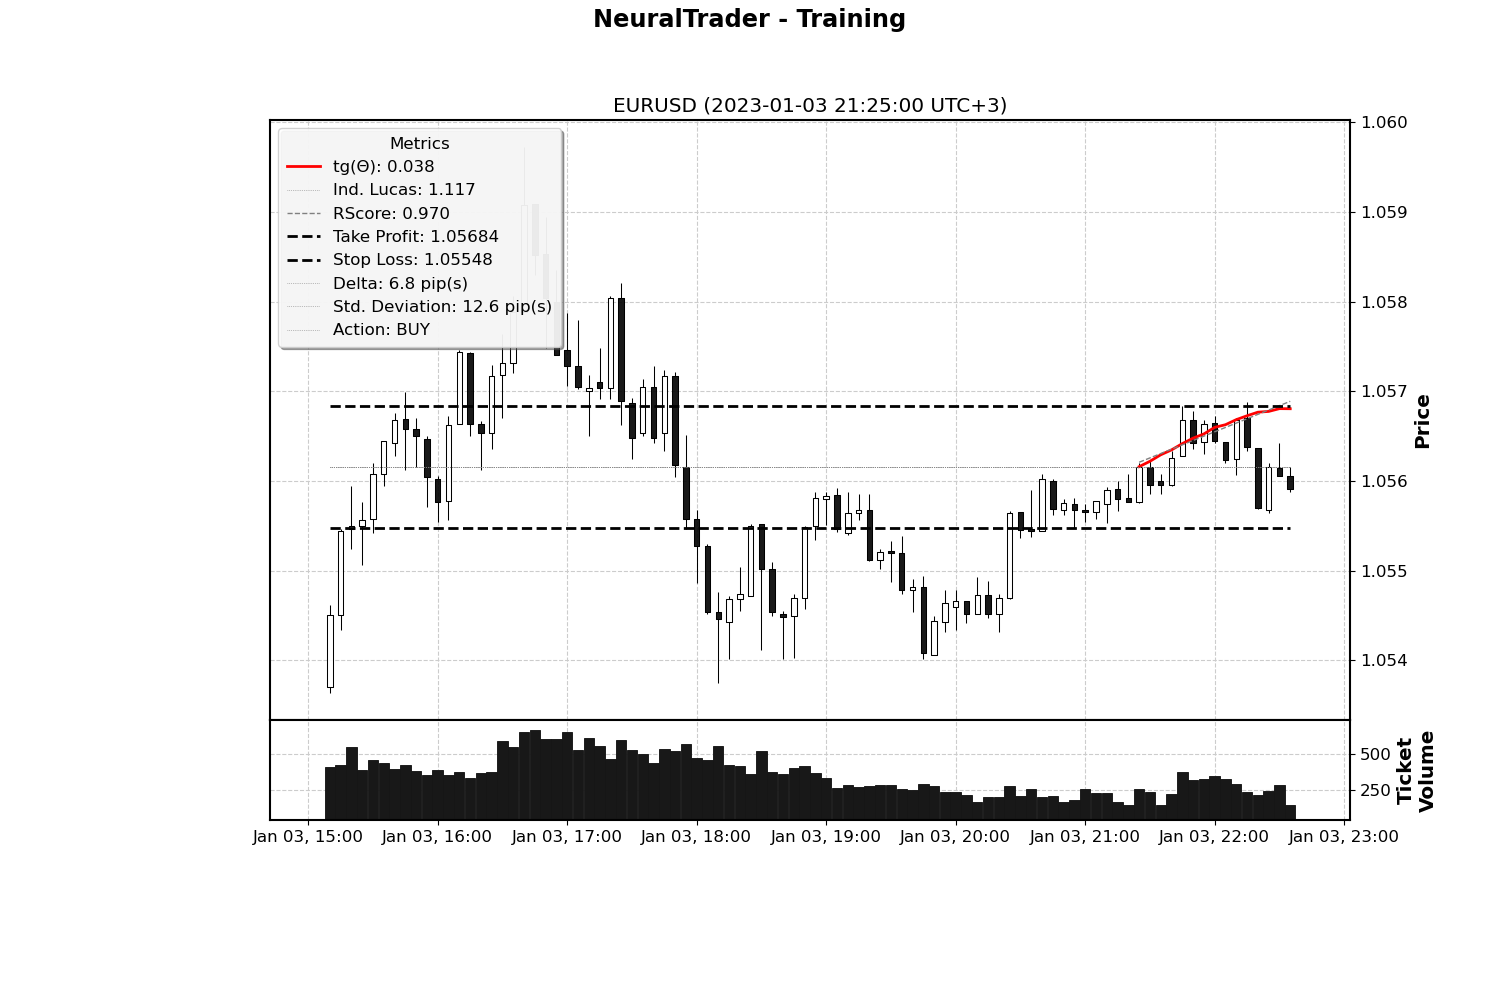 NeuralTrader - Training
EURUSD (2023-01-03 21:25:00 UTC+3)
Metrics
tg(Θ): 0.038
Ind. Lucas: 1.117
RScore: 0.970
Take Profit: 1.05684
Stop Loss: 1.05548
Delta: 6.8 pip(s)
Std. Deviation: 12.6 pip(s)
Action: BUY
1.060
1.059
1.058
1.057
1.056
1.055
1.054
Price
500
250
Ticket
Volume
Jan 03, 15:00
Jan 03, 16:00
Jan 03, 17:00
Jan 03, 18:00
Jan 03, 19:00
Jan 03, 20:00
Jan 03, 21:00
Jan 03, 22:00
Jan 03, 23:00